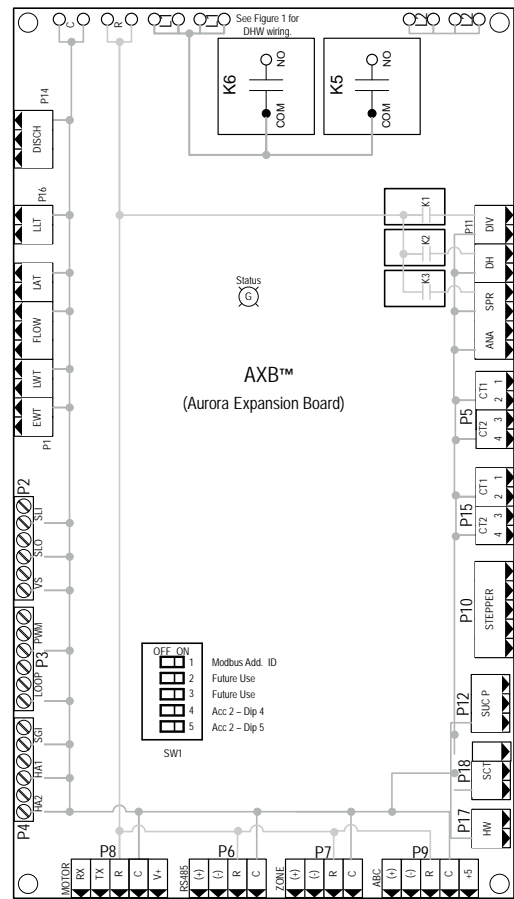 C
R
L1
L1
See Figure 1 for
DHW wiring.
L2
L2
K6
NO
COM
K5
NO
COM
P14
DISCH
P16
LLT
LAT
FLOW
LWT
EWT
P1
K1
K2
K3
P11
DIV
DH
SPR
ANA
Status
G
AXB™
(Aurora Expansion Board)
P5
CT1 1
2
CT2 3
4
P15
CT1 1
2
CT2 3
4
P10
STEPPER
P12
SUC P
P18
SCT
P17
HW
P2
SLI
SLO
VS
P3
PWM
LOOP
P4
SGI
HA1
HA2
OFF ON
1 Modbus Add. ID
2 Future Use
3 Future Use
4 Acc 2 – Dip 4
5 Acc 2 – Dip 5
SW1
P8
MOTOR
RX
TX
R
C
V+
P6
RS485
(+)
(-)
R
C
P7
ZONE
(+)
(-)
R
C
P9
ABC
(+)
(-)
R
C
+5